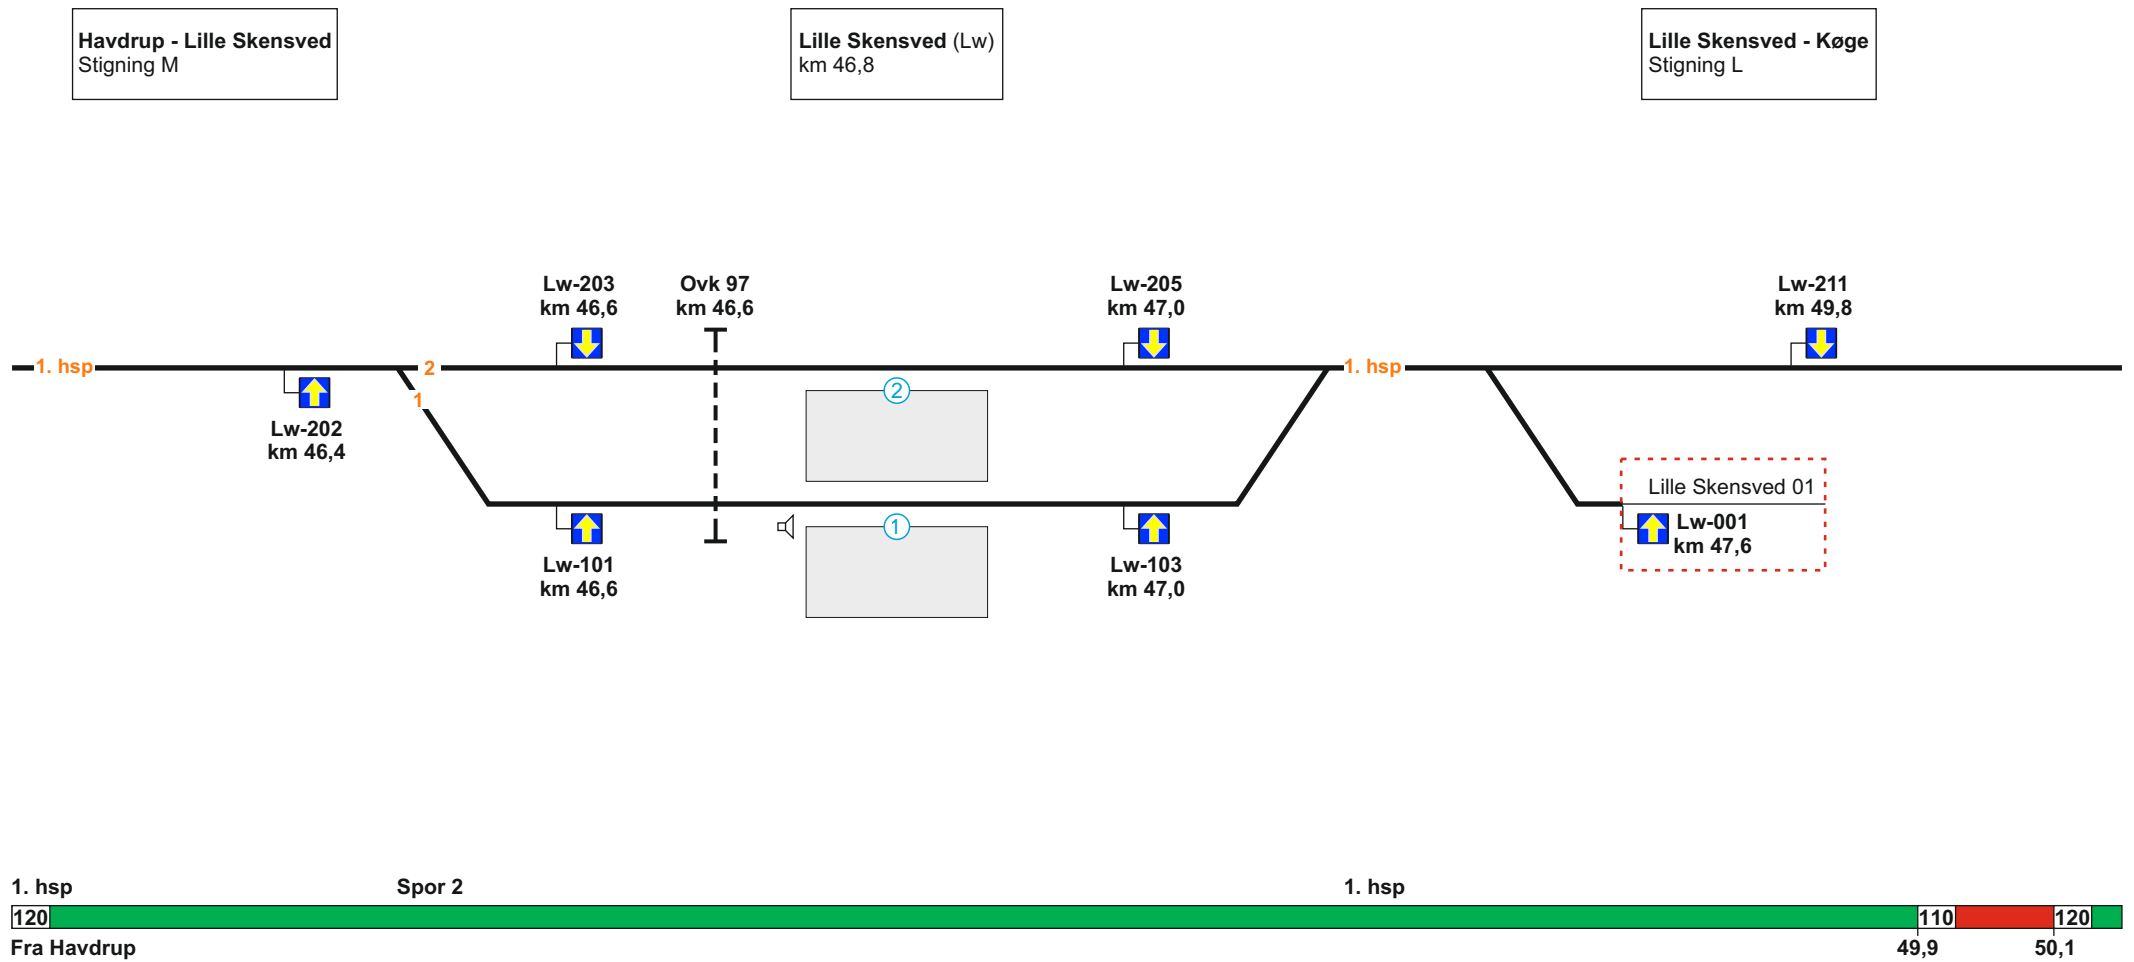 Havdrup - Lille Skensved
Stigning M
Lille Skensved (Lw)
km 46,8
Lille Skensved - Køge
Stigning L
Lw-203
km 46,6
Ovk 97
km 46,6
Lw-205
km 47,0
Lw-211
km 49,8
1. hsp
2
1. hsp
1
2
Lw-202
km 46,4
Lille Skensved 01
Lw-001
km 47,6
1
Lw-101
km 46,6
Lw-103
km 47,0
1. hsp
Spor 2
1. hsp
120
110
120
Fra Havdrup
49,9
50,1